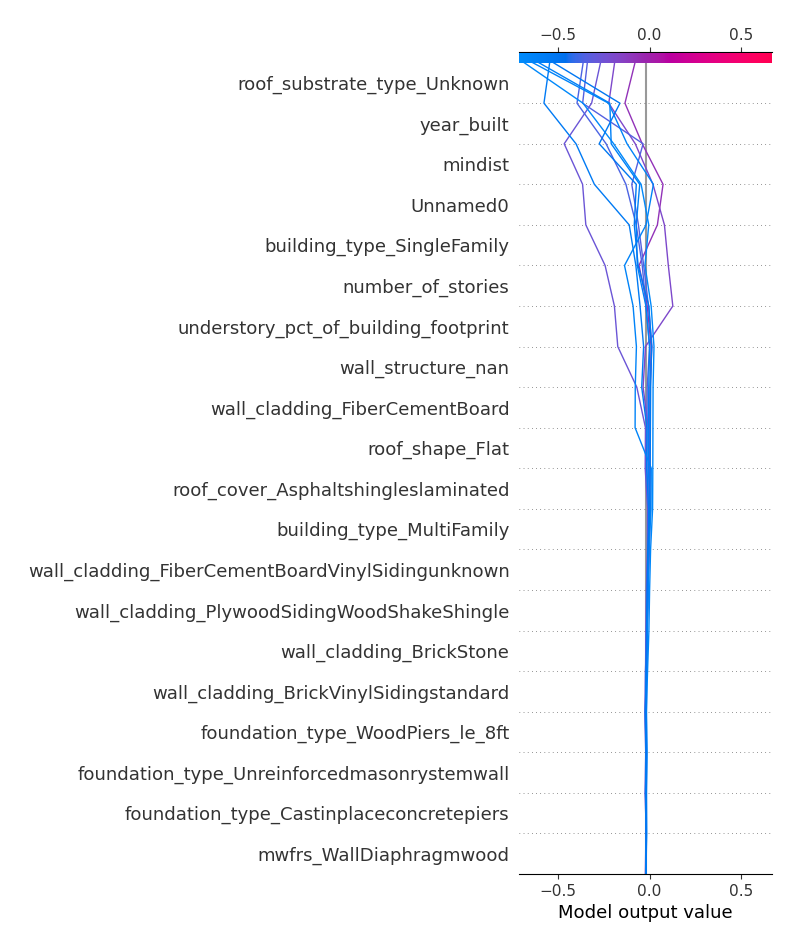 −0.5 0.0 0.5
roof_substrate_type_Unknown
year_built
mindist
Unnamed0
building_type_SingleFamily
number_of_stories
understory_pct_of_building_footprint
wall_structure_nan
wall_cladding_FiberCementBoard
roof_shape_Flat
roof_cover_Asphaltshingleslaminated
building_type_MultiFamily
wall_cladding_FiberCementBoardVinylSidingunknown
wall_cladding_PlywoodSidingWoodShakeShingle
wall_cladding_BrickStone
wall_cladding_BrickVinylSidingstandard
foundation_type_WoodPiers_le_8ft
foundation_type_Unreinforcedmasonrystemwall
foundation_type_Castinplaceconcretepiers
mwfrs_WallDiaphragmwood
−0.5 0.0 0.5
Model output value